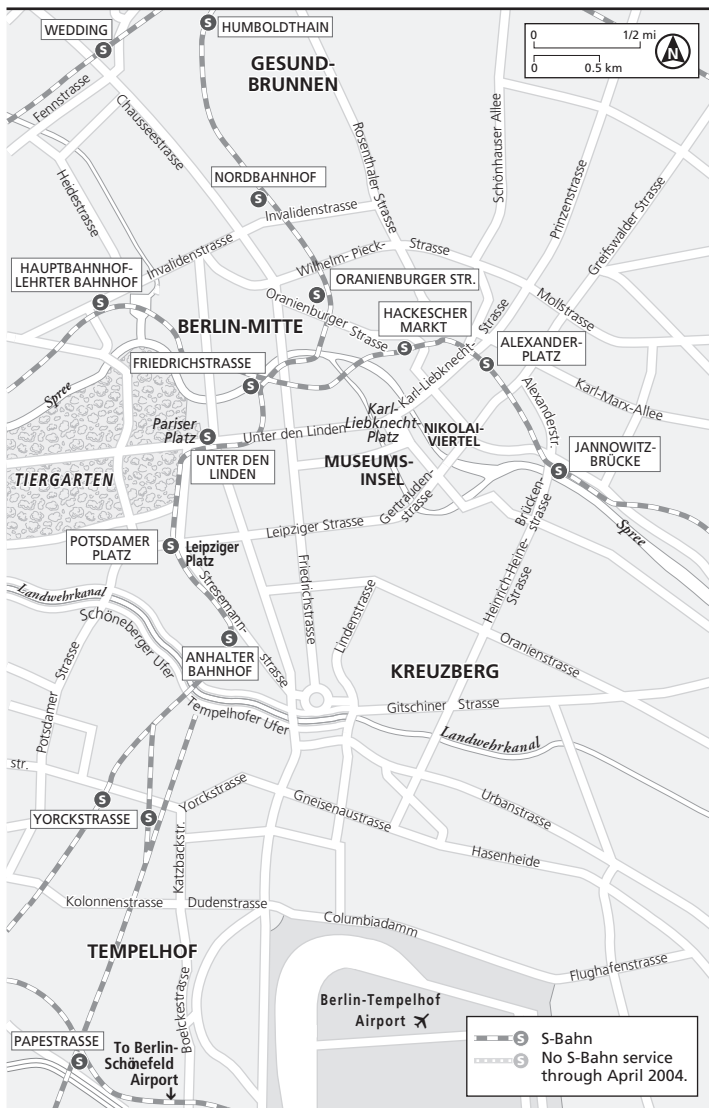 WEDDING
HUMBOLDTHAIN
0 1/2 mi
0 0.5 km
N
GESUND-
BRUNNEN
Fennstrasse
Chausseestrasse
Rosenthaler Strasse
Schönhauser Allee
Prinzenstrasse
Greifswalder Strasse
Heidestrasse
NORDBAHNHOF
Invalidenstrasse
Invalidenstrasse
Wilhelm- Pieck- Strasse
HAUPTBAHNHOF-
LEHRTER BAHNHOF
ORANIENBURGER STR.
Oranienburger Strasse
Mollstrasse
BERLIN-MITTE
HACKESCHER
MARKT
ALEXANDER-
PLATZ
FRIEDRICHSTRASSE
Karl-Liebknecht- Strasse
Alexanderstr.
Karl-Marx-Allee
Spree
Pariser
Platz
Unter den Linden
Karl-
Liebknecht-
Platz
NIKOLAI-
VIERTEL
TIERGARTEN
UNTER DEN
LINDEN
MUSEUMS-
INSEL
JANNOWITZ-
BRÜCKE
Gertrauden-
strasse
Brücken-
strasse
Spree
POTSDAMER
PLATZ
Leipziger
Platz
Leipziger Strasse
Stresemann-
strasse
Friedrichstrasse
Lindenstrasse
Heinrich-Heine-
Strasse
Oranienstrasse
Landwehrkanal
Schöneberger Ufer
ANHALTER
BAHNHOF
KREUZBERG
Potsdamer Strasse
Tempelhofer Ufer
Gitschiner Strasse
Landwehrkanal
str.
YORCKSTRASSE
Yorckstrasse
Gneisenaustrasse
Urbanstrasse
Hasenheide
Katzbackstr.
Kolonnenstrasse
Dudenstrasse
Columbiadamm
Flughafenstrasse
TEMPELHOF
Boelckestrasse
Berlin-Tempelhof
Airport
PAPESTRASSE
To Berlin-
Schönefeld
Airport
S-Bahn
No S-Bahn service
through April 2004.